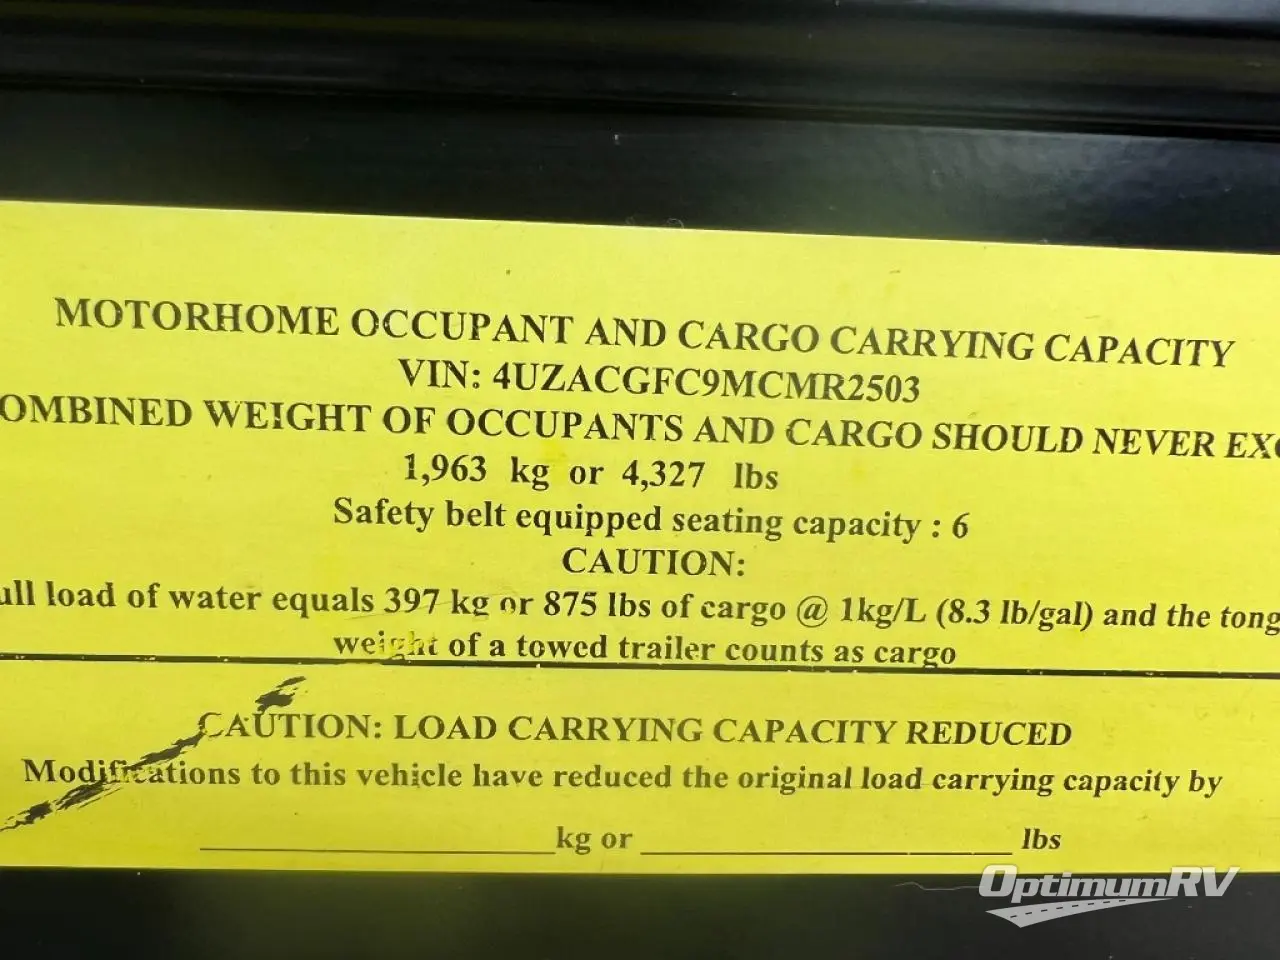 MOTORHOME OCCUPANT AND CARGO CARRYING CAPACITY
VIN: 4UZACGFC9MCMR2503
OMBINED WEIGHT OF OCCUPANTS AND CARGO SHOULD NEVER EXC
1,963 kg or 4,327 lbs
Safety belt equipped seating capacity : 6
CAUTION:
ull load of water equals 397 kg or 875 lbs of cargo @ 1kg/L (8.3 lb/gal) and the tong
weight of a towed trailer counts as cargo
CAUTION: LOAD CARRYING CAPACITY REDUCED
Modifications to this vehicle have reduced the original load carrying capacity by
kg or lbs
OptimumRV